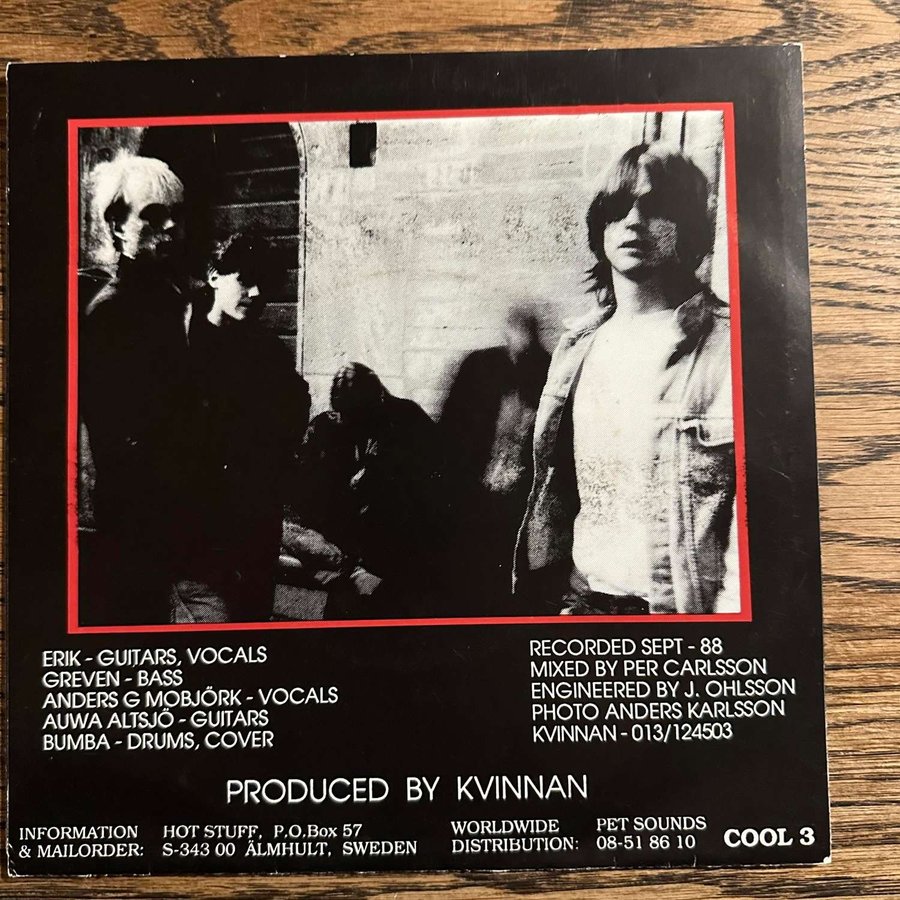 ERIK - GUITARS, VOCALS
GREVEN - BASS
ANDERS G MOBJÖRK - VOCALS
AUWA ALTSJÖ - GUITARS
BUMBA - DRUMS, COVER
RECORDED SEPT - 88
MIXED BY PER CARLSSON
ENGINEERED BY J. OHLSSON
PHOTO ANDERS KARLSSON
KVINNAN - 013/124503
PRODUCED BY KVINNAN
INFORMATION
& MAILORDER:
HOT STUFF, P.O.Box 57
S-343 00 ÄLMHULT, SWEDEN
WORLDWIDE
DISTRIBUTION:
PET SOUNDS
08-51 86 10
COOL 3